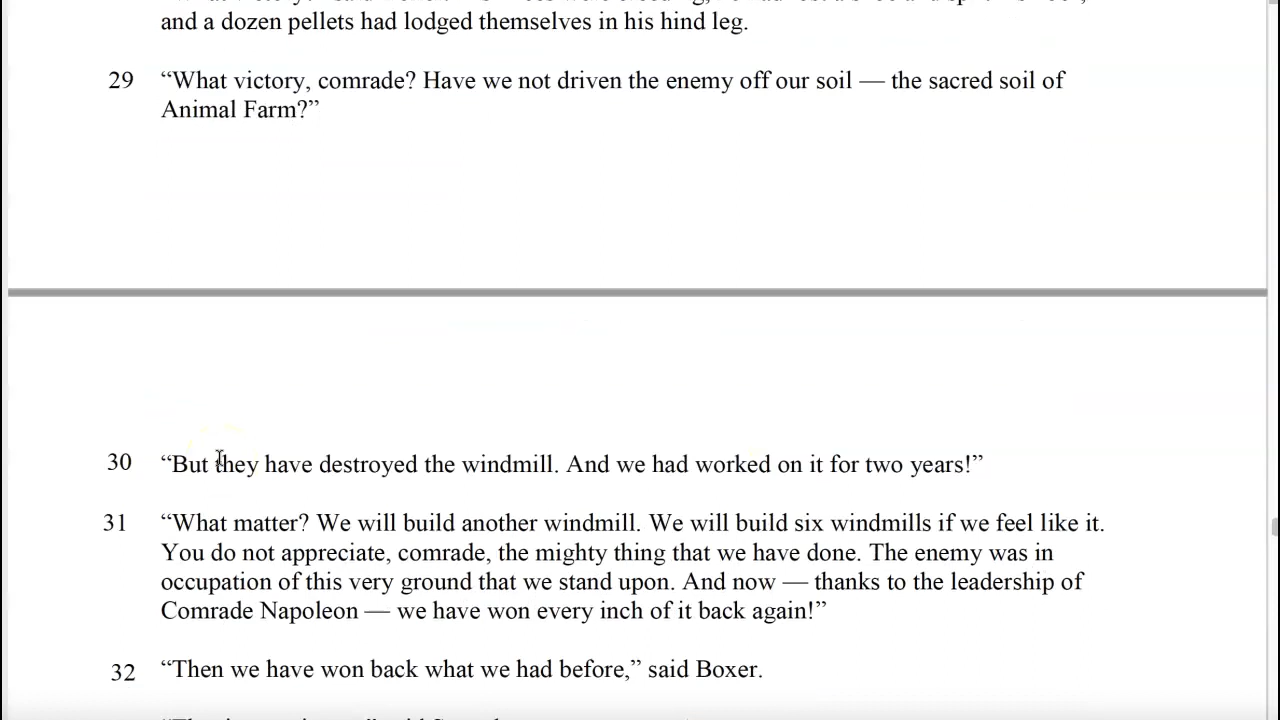 and a dozen pellets had lodged themselves in his hind leg.
29 “What victory, comrade? Have we not driven the enemy off our soil — the sacred soil of
Animal Farm?”
30 “But they have destroyed the windmill. And we had worked on it for two years!”
31 “What matter? We will build another windmill. We will build six windmills if we feel like it.
You do not appreciate, comrade, the mighty thing that we have done. The enemy was in
occupation of this very ground that we stand upon. And now — thanks to the leadership of
Comrade Napoleon — we have won every inch of it back again!”
32 “Then we have won back what we had before,” said Boxer.